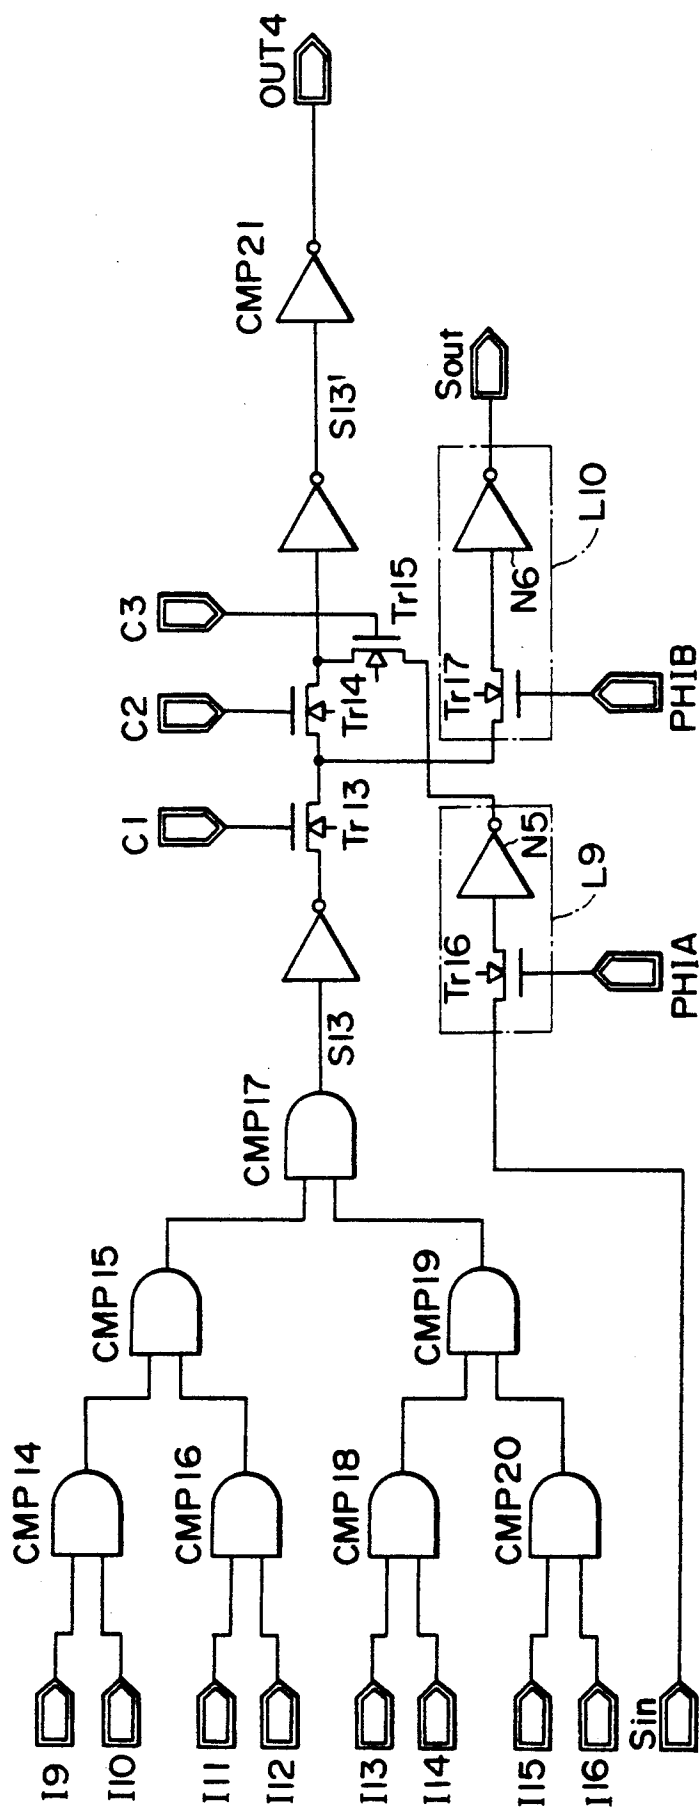 I9
I10
I11
I12
I13
I14
I15
I16
Sin
CMP14
CMP16
CMP18
CMP20
CMP15
CMP19
CMP17
S13
C1
C2
C3
Tr13
Tr14
Tr15
Tr16
N5
L9
PHIA
Tr17
N6
L10
PHIB
S13'
CMP21
Sout
OUT4